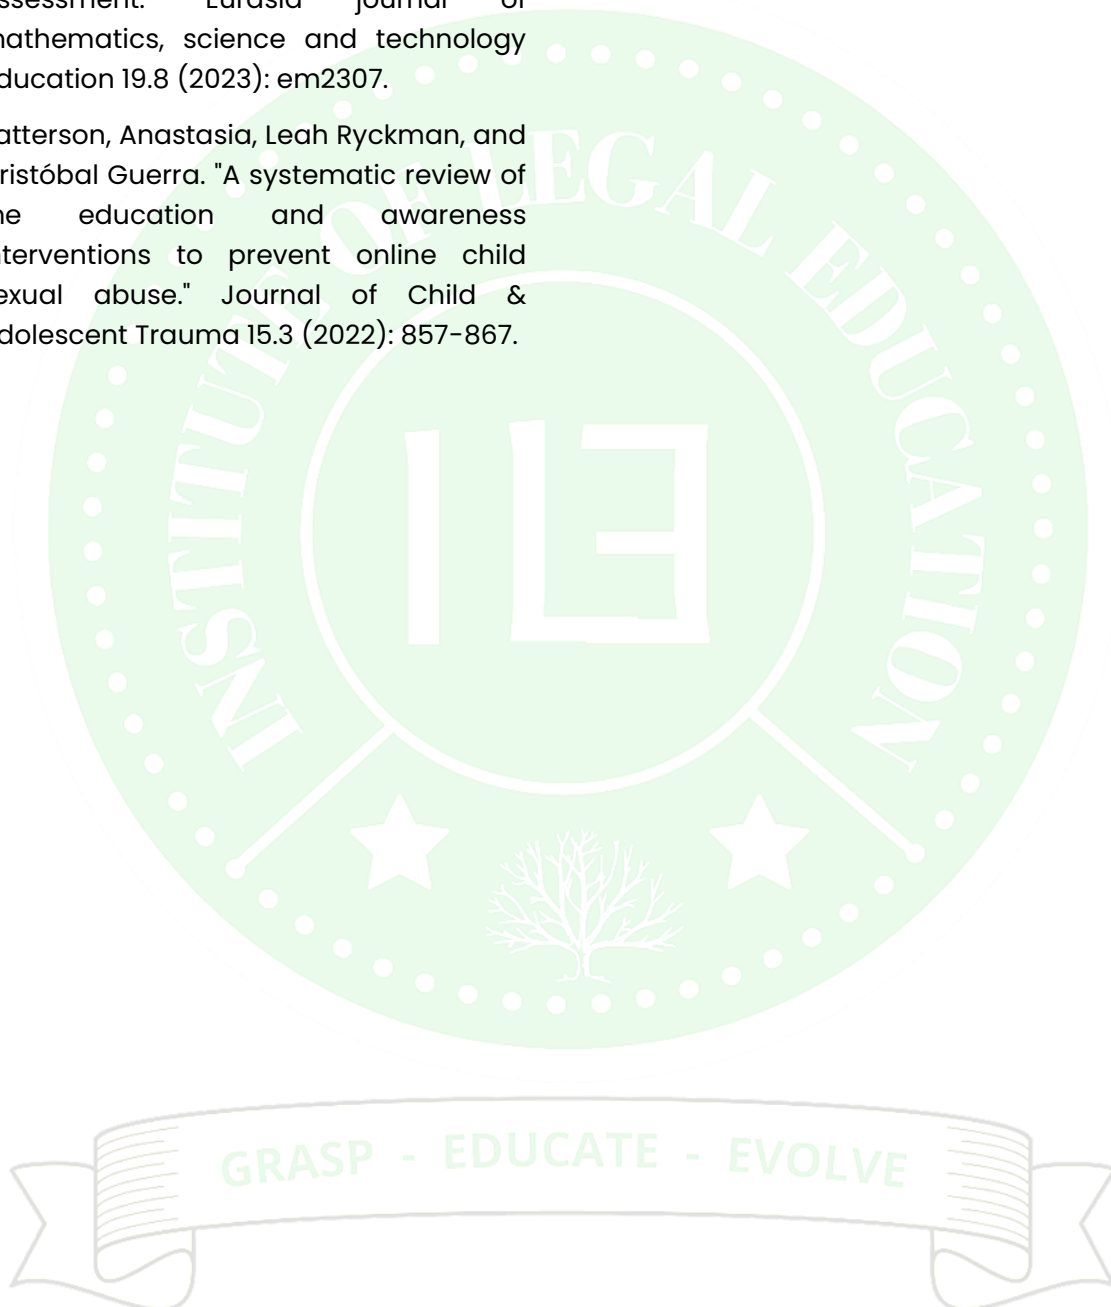 ssessment." Eurasia journal of
mathematics, science and technology
ducation 19.8 (2023): em2307.
atterson, Anastasia, Leah Ryckman, and
ristóbal Guerra. "A systematic review of
he education and awareness
nterventions to prevent online child
exual abuse." Journal of Child &
dolescent Trauma 15.3 (2022): 857-867.
INSTITUTE OF LEGAL EDUCATION
ILE
GRASP - EDUCATE - EVOLVE